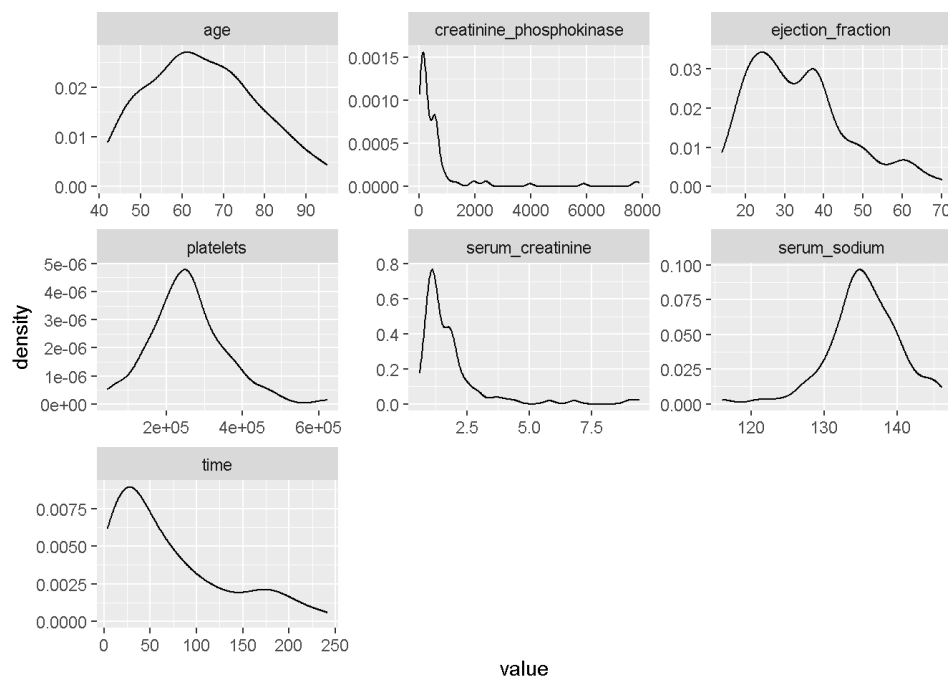 age
0.02
0.01
0.00
40 50 60 70 80 90
creatinine_phosphokinase
0.0015
0.0010
0.0005
0.0000
0 2000 4000 6000 8000
ejection_fraction
0.03
0.02
0.01
0.00
20 30 40 50 60 70
platelets
5e-06
4e-06
3e-06
2e-06
1e-06
0e+00
2e+05 4e+05 6e+05
serum_creatinine
0.8
0.6
0.4
0.2
0.0
2.5 5.0 7.5
serum_sodium
0.100
0.075
0.050
0.025
0.000
120 130 140
density
time
0.0075
0.0050
0.0025
0.0000
0 50 100 150 200 250
value